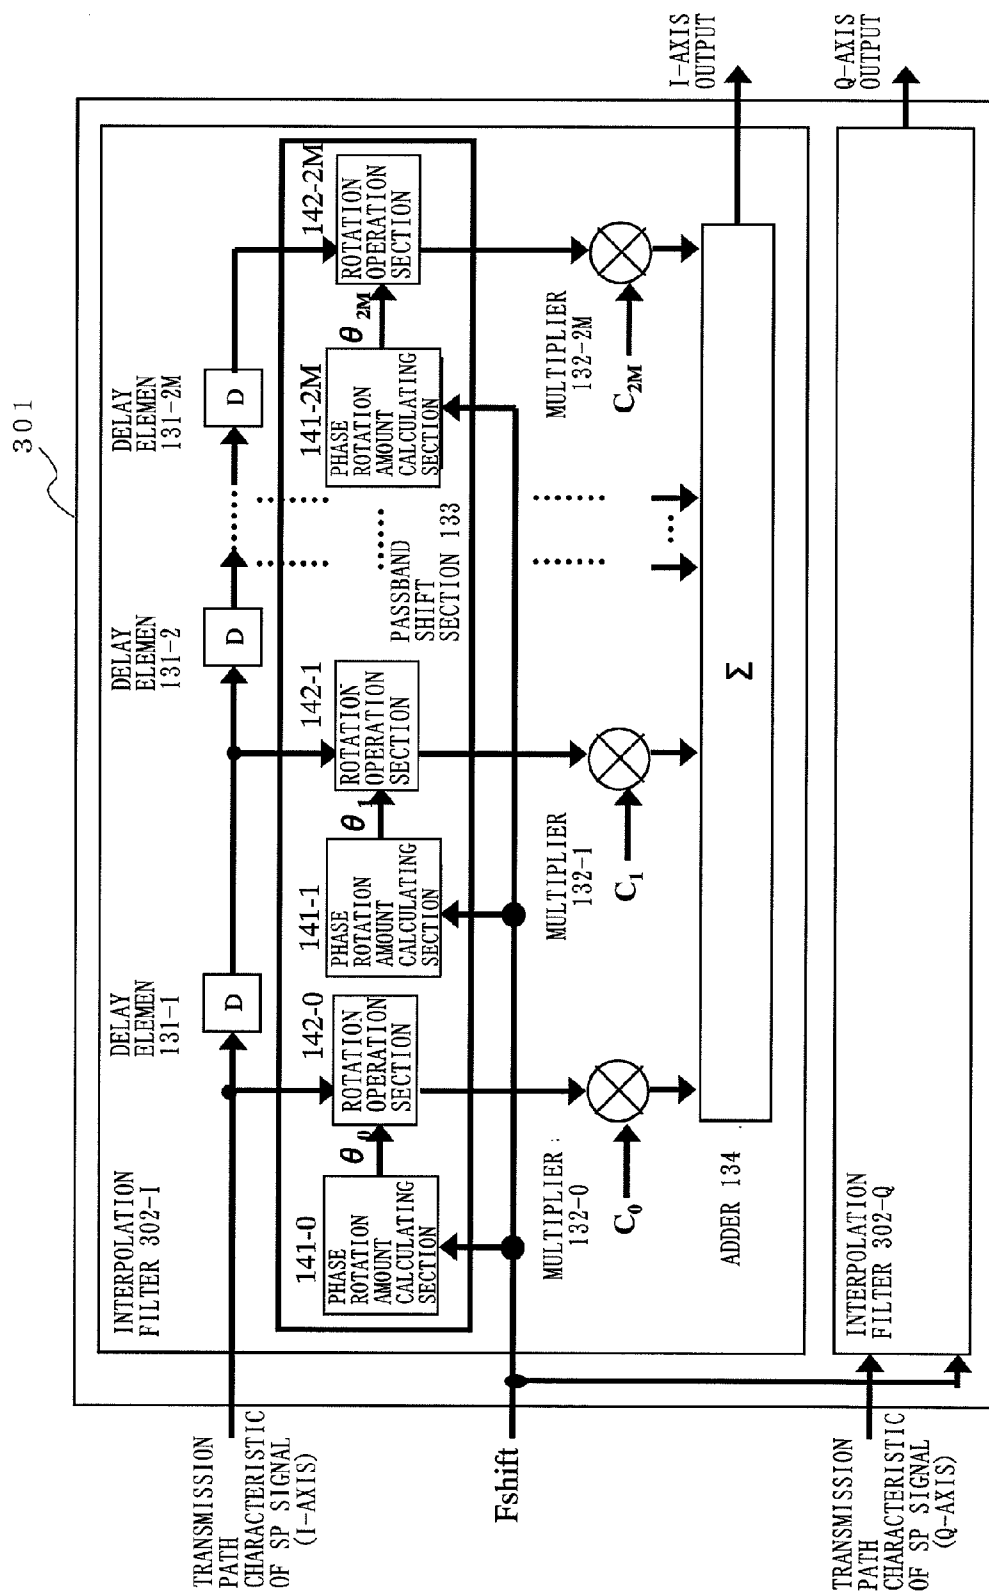 301
INTERPOLATION
FILTER 302-I
DELAY
ELEMEN
131-1
DELAY
ELEMEN
131-2
DELAY
ELEMEN
131-2M
D
D
D
TRANSMISSION
PATH
CHARACTERISTIC
OF SP SIGNAL
(I-AXIS)
141-0
PHASE
ROTATION
AMOUNT
CALCULATING
SECTION
θ0
142-0
ROTATION
OPERATION
SECTION
141-1
PHASE
ROTATION
AMOUNT
CALCULATING
SECTION
θ1
142-1
ROTATION
OPERATION
SECTION
PASSBAND
SHIFT
SECTION 133
141-2M
PHASE
ROTATION
AMOUNT
CALCULATING
SECTION
θ2M
142-2M
ROTATION
OPERATION
SECTION
Fshift
MULTIPLIER
132-0
C0
MULTIPLIER
132-1
C1
MULTIPLIER
132-2M
C2M
ADDER 134
Σ
I-AXIS
OUTPUT
TRANSMISSION
PATH
CHARACTERISTIC
OF SP SIGNAL
(Q-AXIS)
INTERPOLATION
FILTER 302-Q
Q-AXIS
OUTPUT